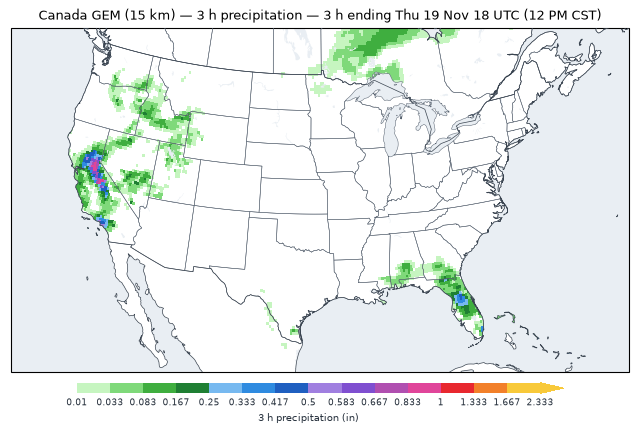 Canada GEM (15 km) — 3 h precipitation — 3 h ending Thu 19 Nov 18 UTC (12 PM CST)
0.01 0.033 0.083 0.167 0.25 0.333 0.417 0.5 0.583 0.667 0.833 1 1.333 1.667 2.333
3 h precipitation (in)